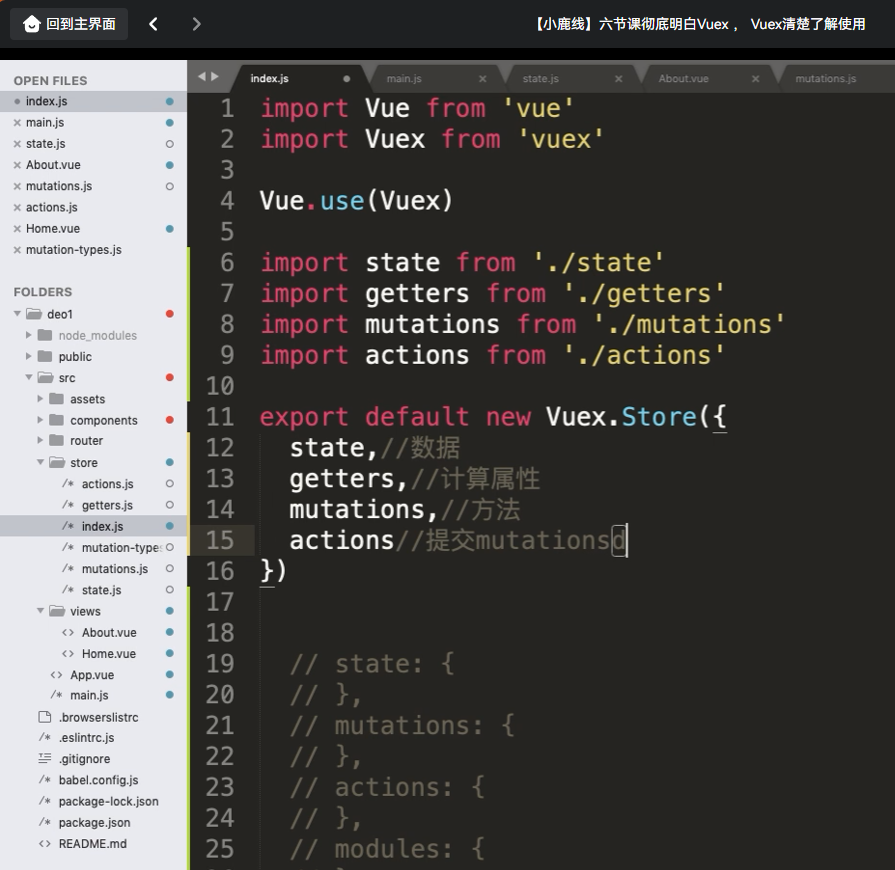 回到主界面
【小鹿线】六节课彻底明白Vuex ， Vuex清楚了解使用
OPEN FILES
index.js
main.js
state.js
About.vue
mutations.js
actions.js
Home.vue
mutation-types.js
FOLDERS
deo1
node_modules
public
src
assets
components
router
store
/* actions.js
/* getters.js
/* index.js
/* mutation-types
/* mutations.js
/* state.js
views
<> About.vue
<> Home.vue
<> App.vue
/* main.js
.browserslistrc
/* .eslintrc.js
.gitignore
/* babel.config.js
/* package-lock.json
/* package.json
<> README.md
index.js
main.js
state.js
About.vue
mutations.js
1 import Vue from 'vue'
2 import Vuex from 'vuex'
3
4 Vue.use(Vuex)
5
6 import state from './state'
7 import getters from './getters'
8 import mutations from './mutations'
9 import actions from './actions'
10
11 export default new Vuex.Store({
12 state,//数据
13 getters,//计算属性
14 mutations,//方法
15 actions//提交mutationsd
16 })
17
18
19 // state: {
20 // },
21 // mutations: {
22 // },
23 // actions: {
24 // },
25 // modules: {